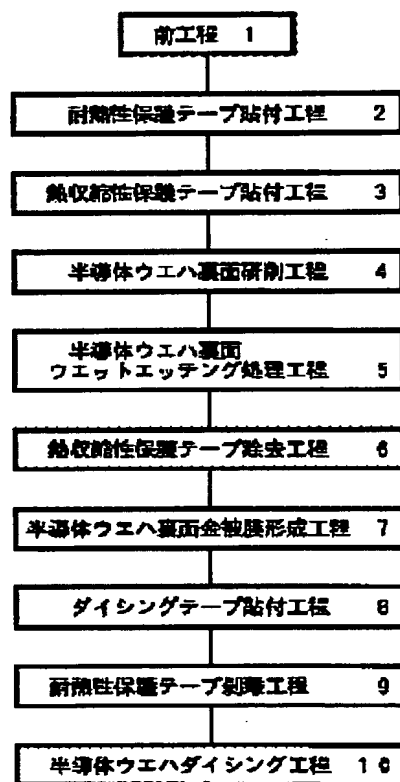 前工程 1
耐熱性保護テープ貼付工程 2
熱収縮性保護テープ貼付工程 3
半導体ウエハ裏面研削工程 4
半導体ウエハ裏面
ウエットエッチング処理工程 5
熱収縮性保護テープ除去工程 6
半導体ウエハ裏面金被膜形成工程 7
ダイシングテープ貼付工程 8
耐熱性保護テープ剝離工程 9
半導体ウエハダイシング工程 10